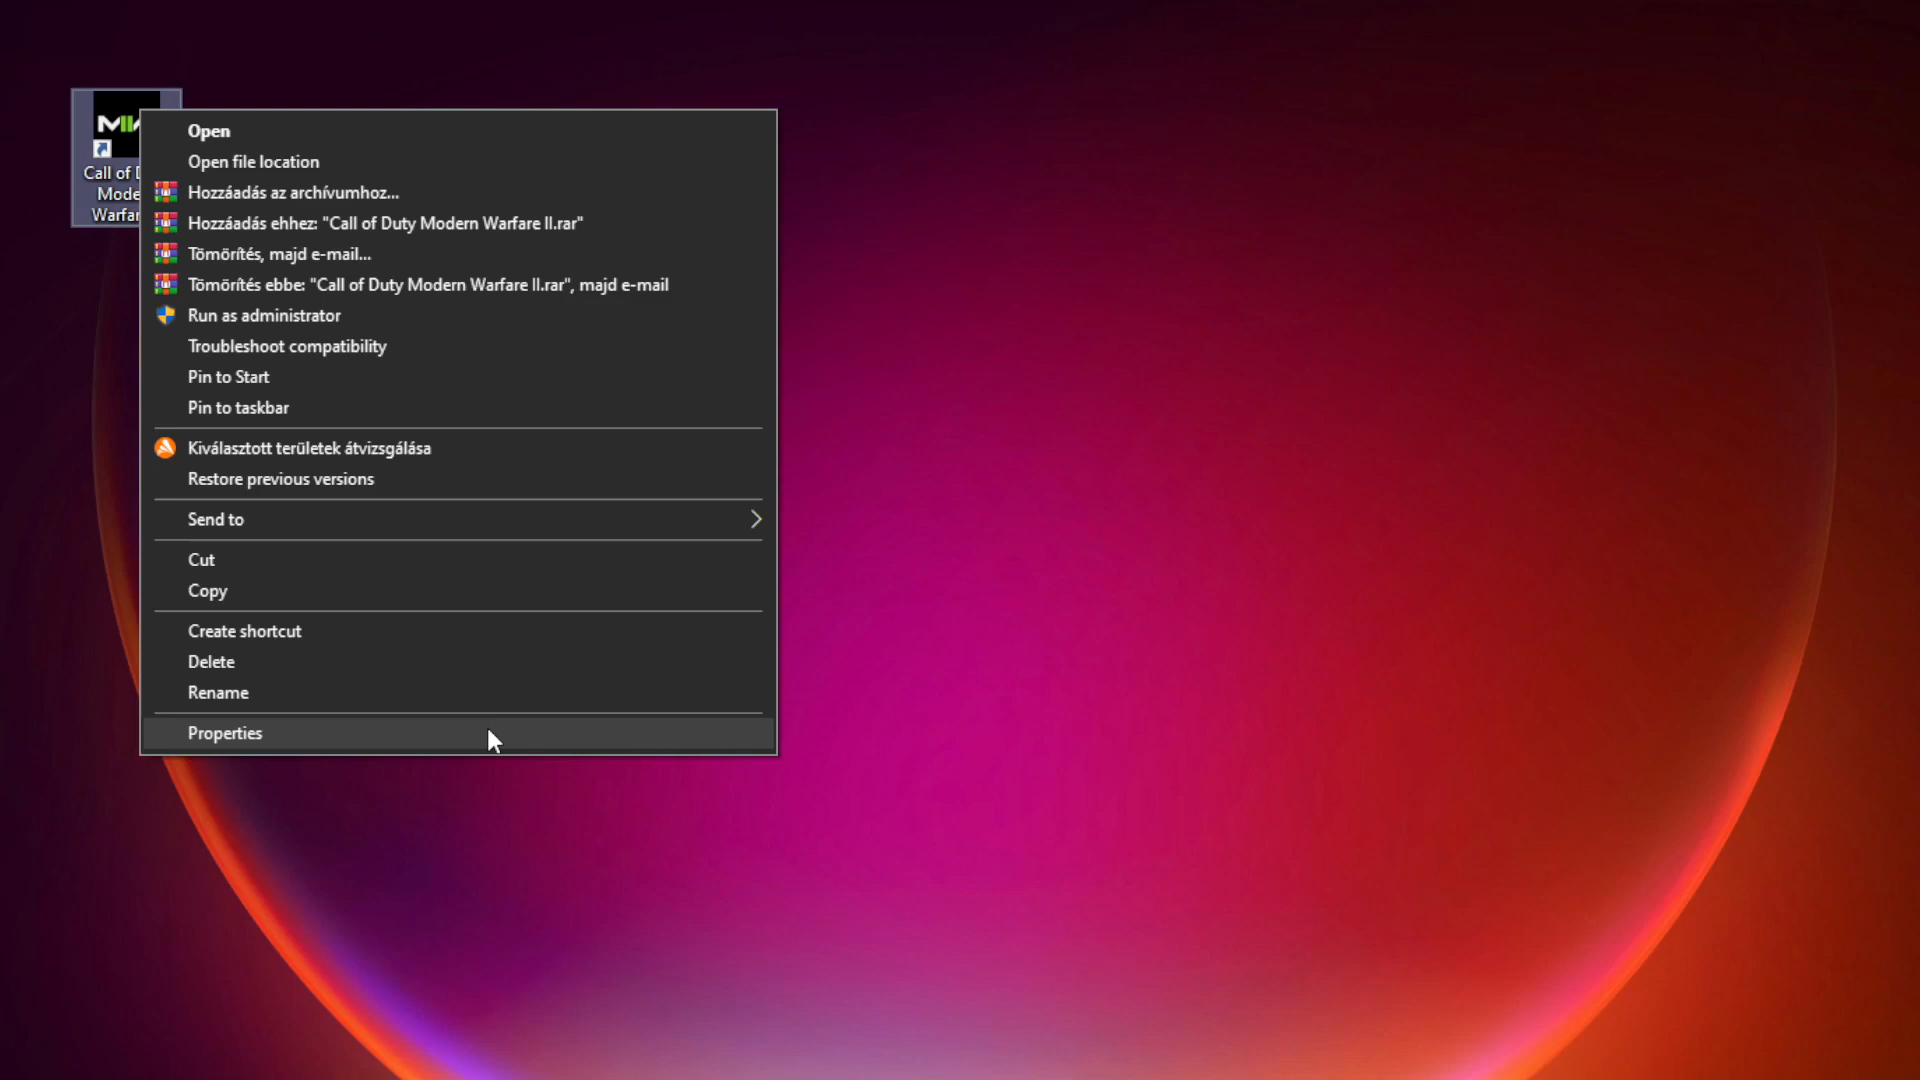 Call of
Mode
Warfar
Open
Open file location
Hozzáadás az archívumhoz...
Hozzáadás ehhez: "Call of Duty Modern Warfare II.rar"
Tömörítés, majd e-mail...
Tömörítés ebbe: "Call of Duty Modern Warfare II.rar", majd e-mail
Run as administrator
Troubleshoot compatibility
Pin to Start
Pin to taskbar
Kiválasztott területek átvizsgálása
Restore previous versions
Send to
Cut
Copy
Create shortcut
Delete
Rename
Properties